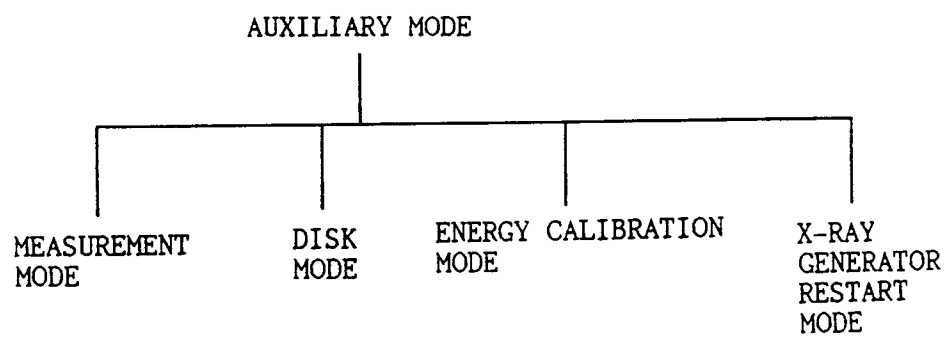 AUXILIARY MODE
MEASUREMENT
MODE
DISK
MODE
ENERGY CALIBRATION
MODE
X-RAY
GENERATOR
RESTART
MODE